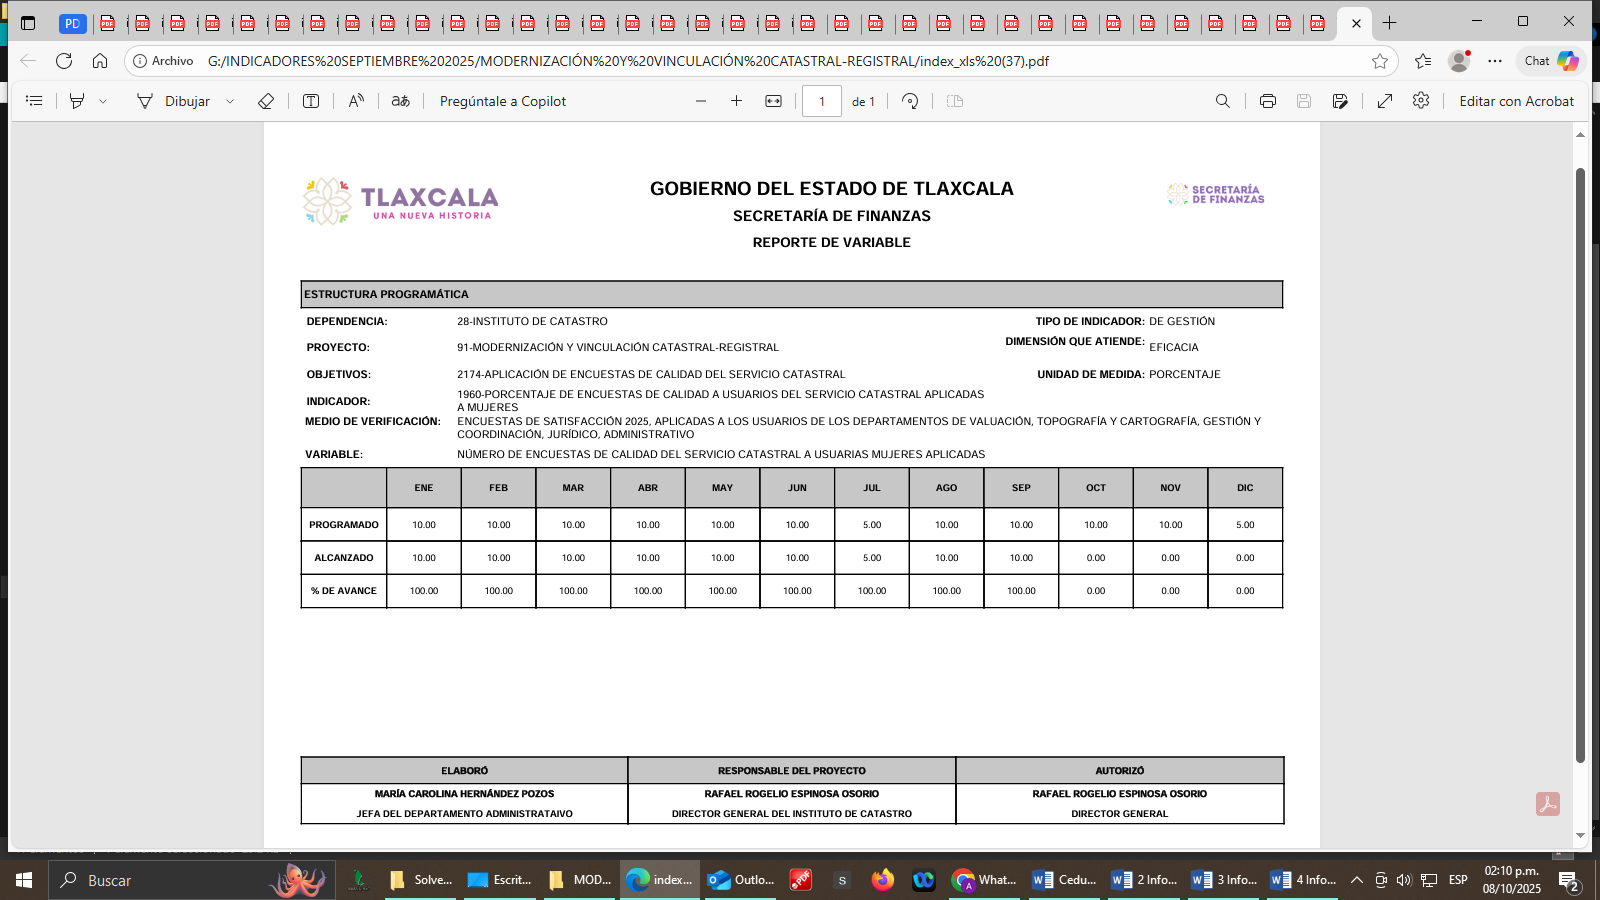 PD
Archivo
G:/INDICADORES%20SEPTIEMBRE%202025/MODERNIZACIÓN%20Y%20VINCULACIÓN%20CATASTRAL-REGISTRAL/index_xls%20(37).pdf
Chat
Dibujar
Pregúntale a Copilot
1
de 1
Editar con Acrobat
TLAXCALA
UNA NUEVA HISTORIA
GOBIERNO DEL ESTADO DE TLAXCALA
SECRETARÍA DE FINANZAS
REPORTE DE VARIABLE
SECRETARÍA
DE FINANZAS
ESTRUCTURA PROGRAMÁTICA
DEPENDENCIA: 28-INSTITUTO DE CATASTRO TIPO DE INDICADOR: DE GESTIÓN
PROYECTO: 91-MODERNIZACIÓN Y VINCULACIÓN CATASTRAL-REGISTRAL DIMENSIÓN QUE ATIENDE: EFICACIA
OBJETIVOS: 2174-APLICACIÓN DE ENCUESTAS DE CALIDAD DEL SERVICIO CATASTRAL UNIDAD DE MEDIDA: PORCENTAJE
INDICADOR: 1960-PORCENTAJE DE ENCUESTAS DE CALIDAD A USUARIOS DEL SERVICIO CATASTRAL APLICADAS
A MUJERES
MEDIO DE VERIFICACIÓN: ENCUESTAS DE SATISFACCIÓN 2025, APLICADAS A LOS USUARIOS DE LOS DEPARTAMENTOS DE VALUACIÓN, TOPOGRAFÍA Y CARTOGRAFÍA, GESTIÓN Y
COORDINACIÓN, JURÍDICO, ADMINISTRATIVO
VARIABLE: NÚMERO DE ENCUESTAS DE CALIDAD DEL SERVICIO CATASTRAL A USUARIAS MUJERES APLICADAS
ENE FEB MAR ABR MAY JUN JUL AGO SEP OCT NOV DIC
PROGRAMADO 10.00 10.00 10.00 10.00 10.00 10.00 5.00 10.00 10.00 10.00 10.00 5.00
ALCANZADO 10.00 10.00 10.00 10.00 10.00 10.00 5.00 10.00 10.00 0.00 0.00 0.00
% DE AVANCE 100.00 100.00 100.00 100.00 100.00 100.00 100.00 100.00 100.00 0.00 0.00 0.00
ELABORÓ RESPONSABLE DEL PROYECTO AUTORIZÓ
MARÍA CAROLINA HERNÁNDEZ POZOS RAFAEL ROGELIO ESPINOSA OSORIO RAFAEL ROGELIO ESPINOSA OSORIO
JEFA DEL DEPARTAMENTO ADMINISTRATAIVO DIRECTOR GENERAL DEL INSTITUTO DE CATASTRO DIRECTOR GENERAL
Buscar
Solve...
Escrit...
MOD...
index...
Outlo...
What...
Cedu...
2 Info...
3 Info...
4 Info...
ESP
02:10 p.m.
08/10/2025
2